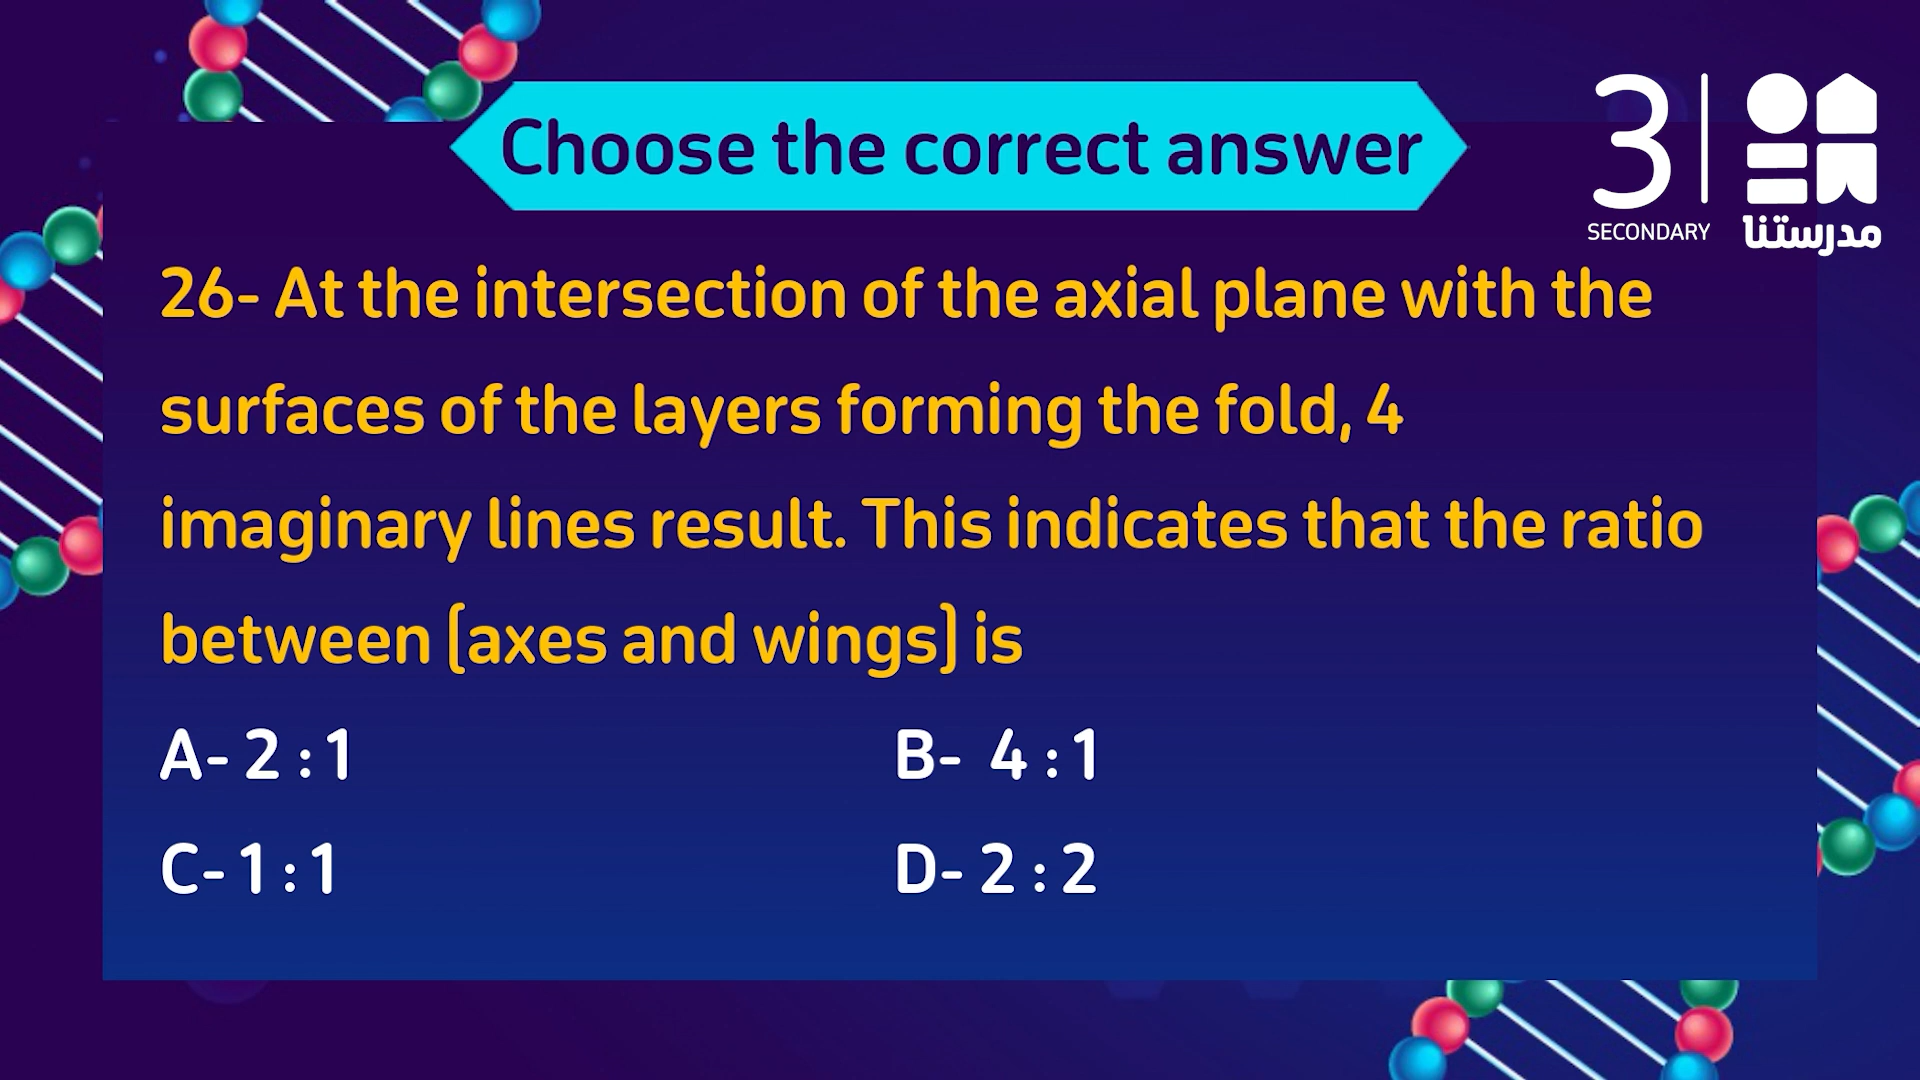 Choose the correct answer
3
SECONDARY
مدرستنا
26- At the intersection of the axial plane with the
surfaces of the layers forming the fold, 4
imaginary lines result. This indicates that the ratio
between (axes and wings) is
A- 2 : 1
B- 4 : 1
C- 1 : 1
D- 2 : 2